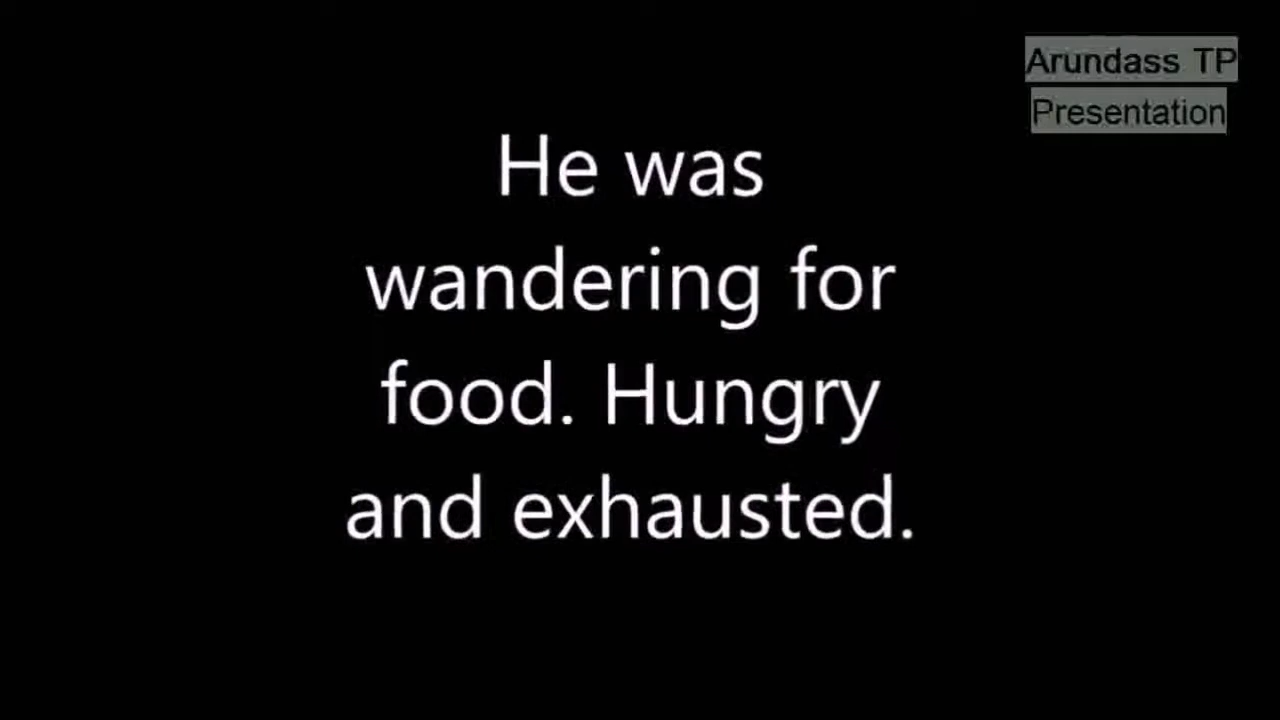 Arundass TP
Presentation
He was
wandering for
food. Hungry
and exhausted.